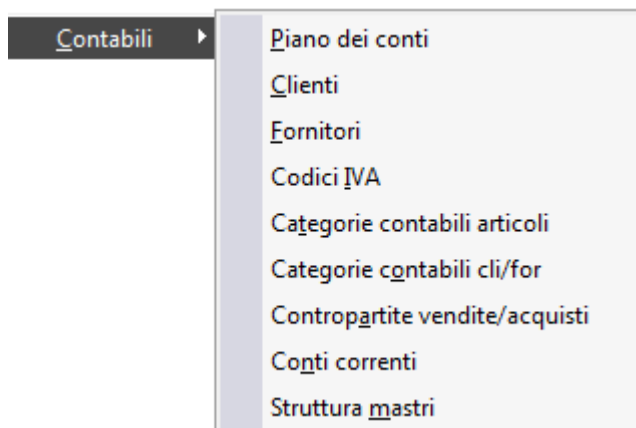 Contabili
Piano dei conti
Clienti
Fornitori
Codici IVA
Categorie contabili articoli
Categorie contabili cli/for
Contropartite vendite/acquisti
Conti correnti
Struttura mastri